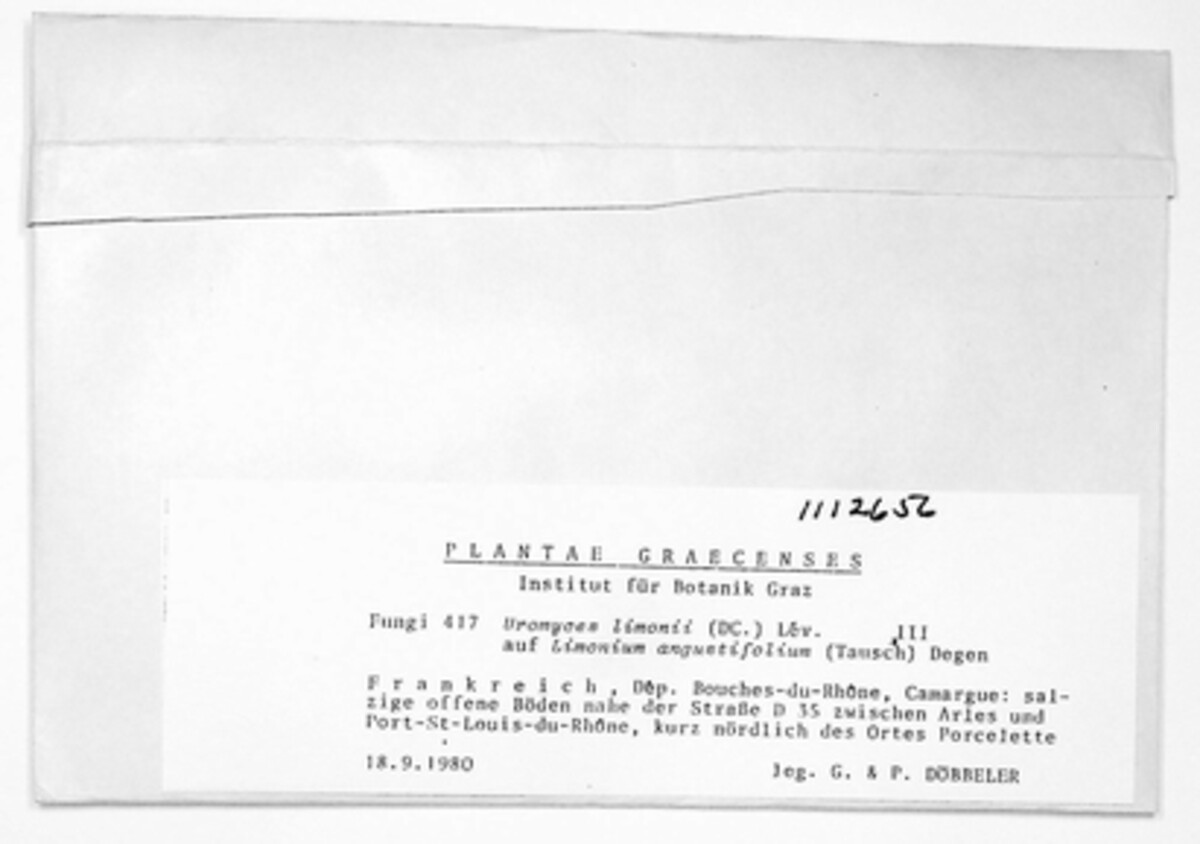 1112652
PLANTAE GRAECENSES
Institut für Botanik Graz
Fungi 417 Uromyces limonii (DC.) Lév. III
auf Limonium angustifolium (Tausch) Degen
Frankreich, Dép. Bouches-du-Rhône, Camargue: sal-
zige offene Böden nahe der Straße D 35 zwischen Arles und
Port-St-Louis-du-Rhône, kurz nördlich des Ortes Porcelette
18.9.1980 leg. G. & P. DÖBBELER